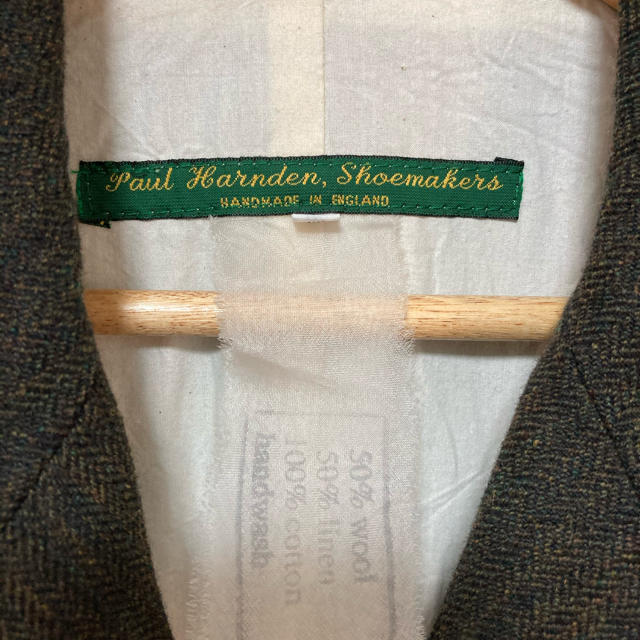 Paul Harnden, Shoemakers
HANDMADE IN ENGLAND
50% wool
50% linen
100% cotton
handwash